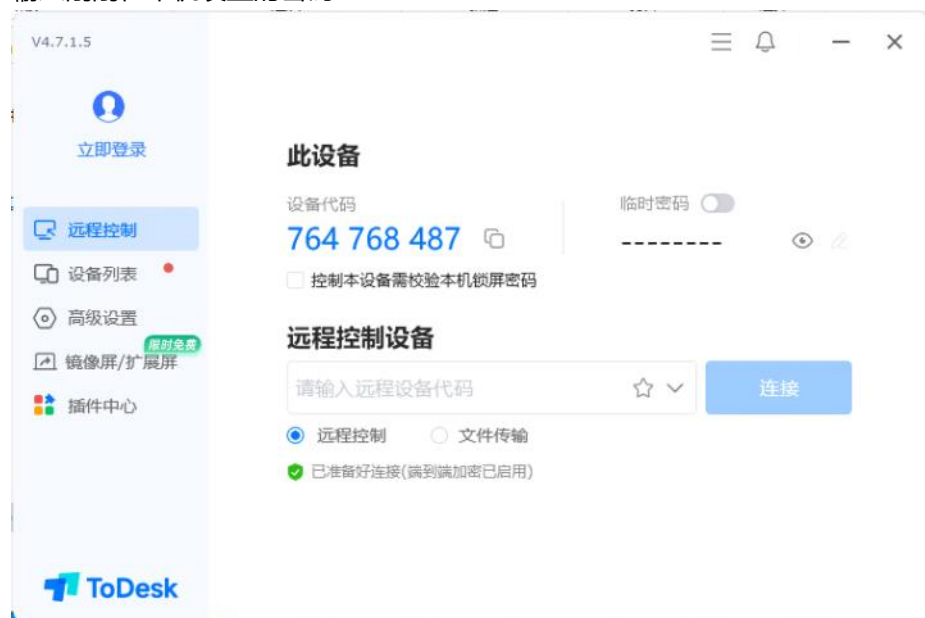 V4.7.1.5
立即登录
远程控制
设备列表
高级设置
限时免费
镜像屏/扩展屏
插件中心
ToDesk
此设备
设备代码
临时密码
764 768 487
--------
控制本设备需校验本机锁屏密码
远程控制设备
请输入远程设备代码
连接
远程控制
文件传输
已准备好连接(端到端加密已启用)